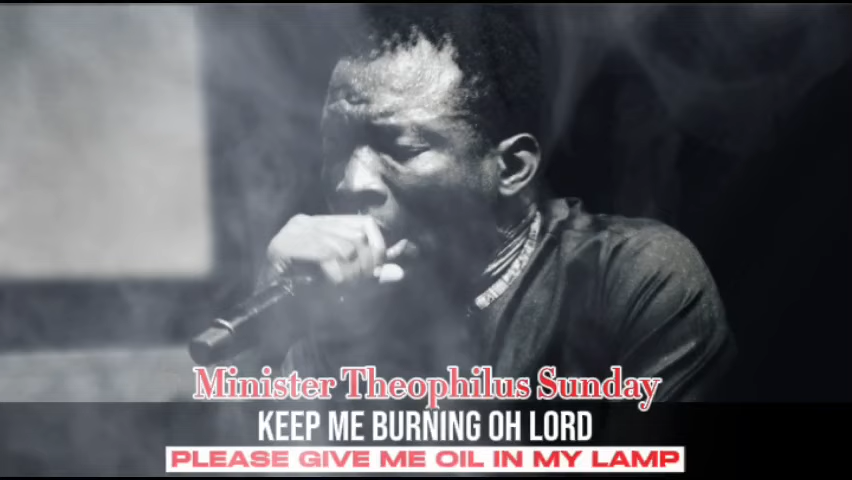 Minister Theophilus Sunday
KEEP ME BURNING OH LORD
PLEASE GIVE ME OIL IN MY LAMP